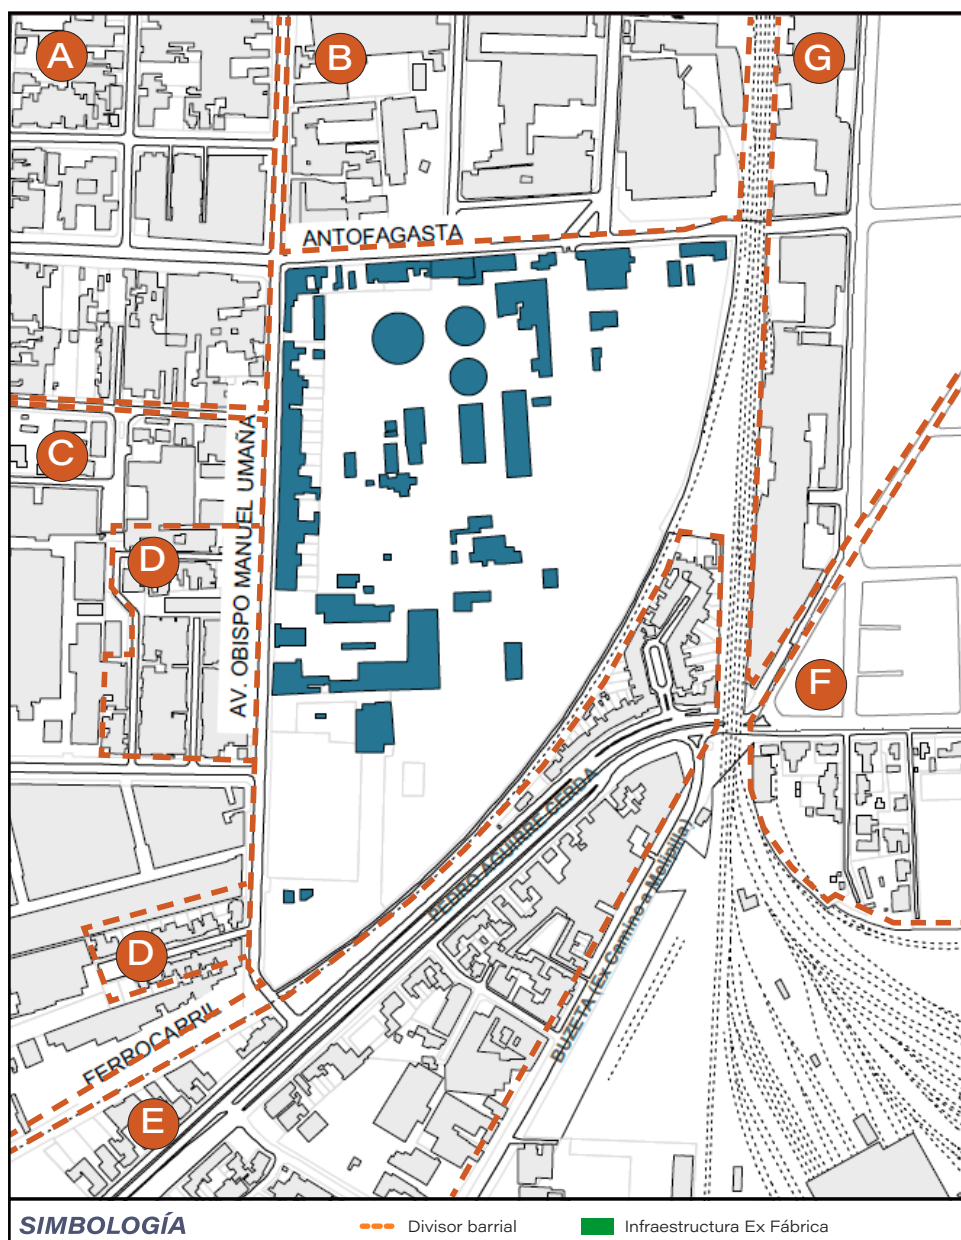 A
B
G
ANTOFAGASTA
C
AV. OBISPO MANUEL UMAÑA
D
F
PEDRO AGUIRRE CERDA
BUZETA (Ex Camino a Melipilla)
D
FERROCARRIL
E
SIMBOLOGÍA
Divisor barrial
Infraestructura Ex Fábrica